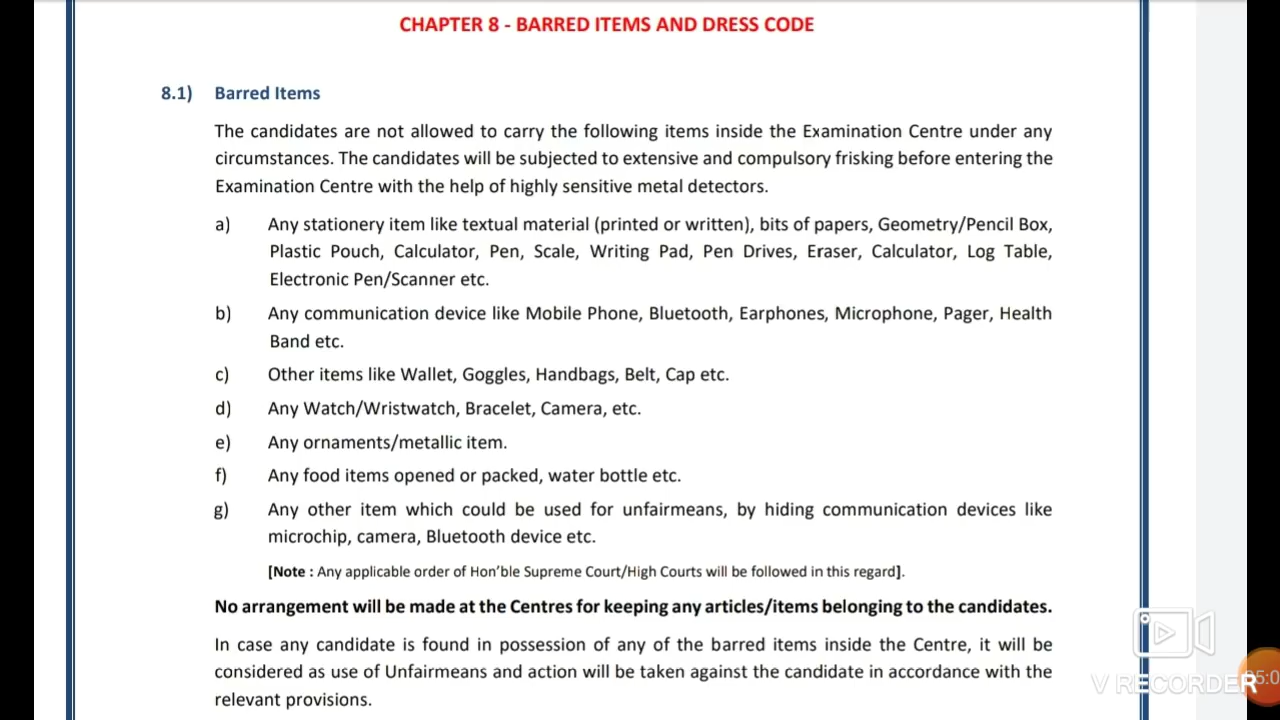 CHAPTER 8 - BARRED ITEMS AND DRESS CODE
8.1) Barred Items
The candidates are not allowed to carry the following items inside the Examination Centre under any
circumstances. The candidates will be subjected to extensive and compulsory frisking before entering the
Examination Centre with the help of highly sensitive metal detectors.
a) Any stationery item like textual material (printed or written), bits of papers, Geometry/Pencil Box,
Plastic Pouch, Calculator, Pen, Scale, Writing Pad, Pen Drives, Eraser, Calculator, Log Table,
Electronic Pen/Scanner etc.
b) Any communication device like Mobile Phone, Bluetooth, Earphones, Microphone, Pager, Health
Band etc.
c) Other items like Wallet, Goggles, Handbags, Belt, Cap etc.
d) Any Watch/Wristwatch, Bracelet, Camera, etc.
e) Any ornaments/metallic item.
f) Any food items opened or packed, water bottle etc.
g) Any other item which could be used for unfairmeans, by hiding communication devices like
microchip, camera, Bluetooth device etc.
[Note : Any applicable order of Hon'ble Supreme Court/High Courts will be followed in this regard].
No arrangement will be made at the Centres for keeping any articles/items belonging to the candidates.
In case any candidate is found in possession of any of the barred items inside the Centre, it will be
considered as use of Unfairmeans and action will be taken against the candidate in accordance with the
relevant provisions.
V RECORDER